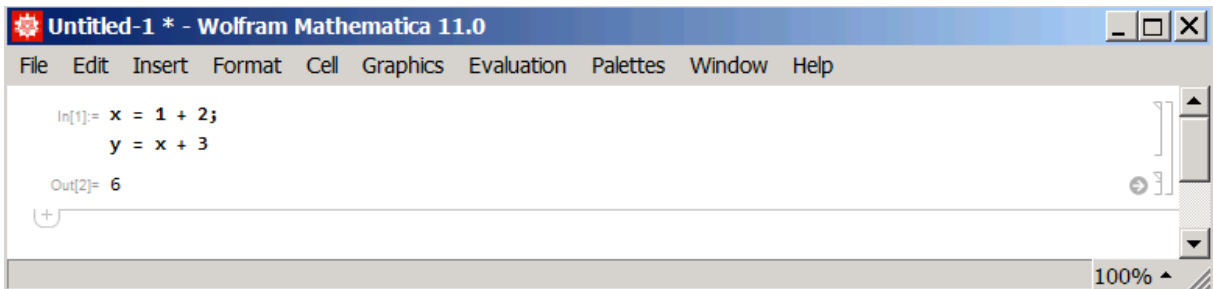 Untitled-1 * - Wolfram Mathematica 11.0
File Edit Insert Format Cell Graphics Evaluation Palettes Window Help
In[1]:= x = 1 + 2;
y = x + 3
Out[2]= 6
100%